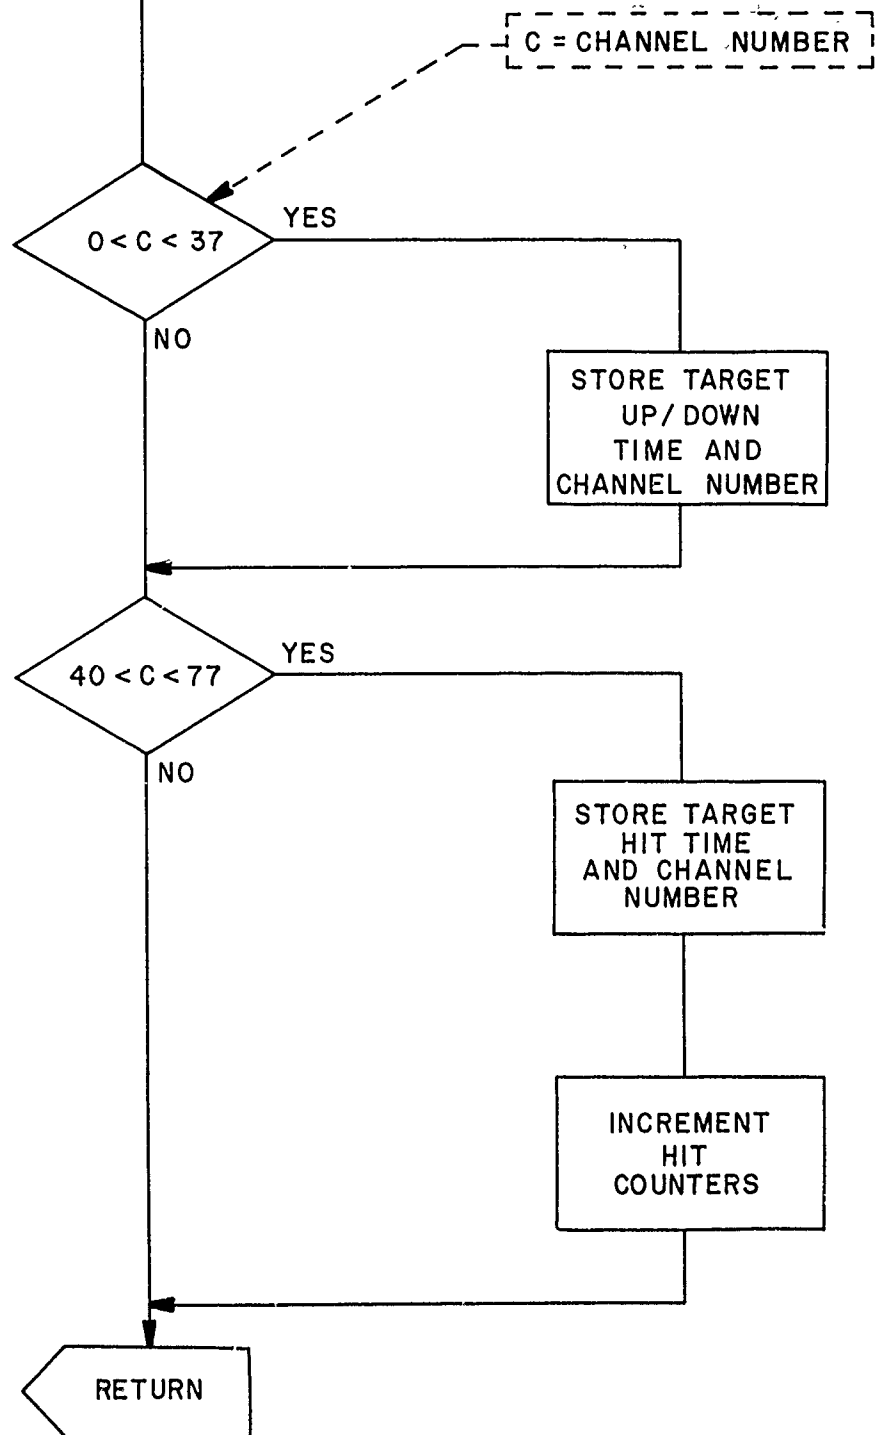 C = CHANNEL NUMBER
0 < C < 37
YES
NO
STORE TARGET
UP/DOWN
TIME AND
CHANNEL NUMBER
40 < C < 77
YES
NO
STORE TARGET
HIT TIME
AND CHANNEL
NUMBER
INCREMENT
HIT
COUNTERS
RETURN